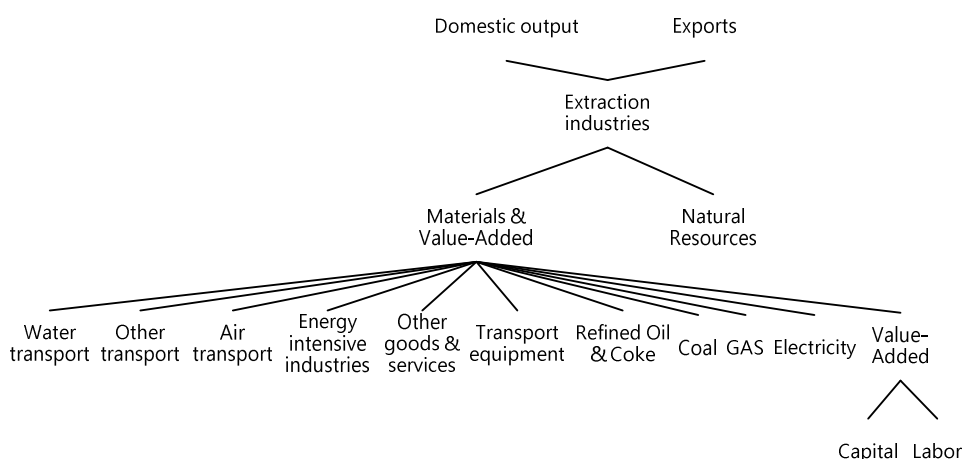 Domestic output Exports
Extraction
industries
Materials &
Value-Added
Natural
Resources
Water
transport
Other
transport
Air
transport
Energy
intensive
industries
Other
goods &
services
Transport
equipment
Refined Oil
& Coke
Coal GAS Electricity
Value-
Added
Capital Labor